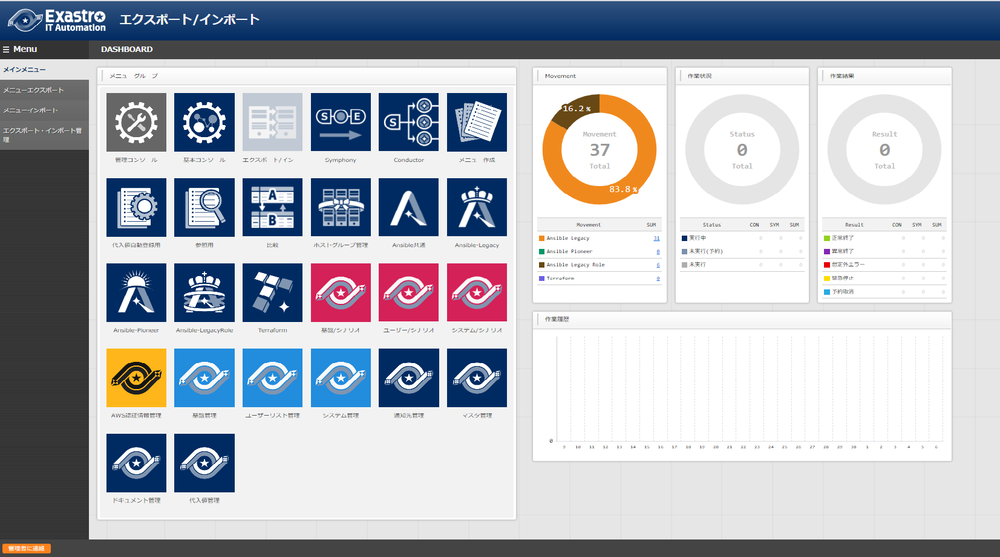 Exastro
IT Automation
エクスポート/インポート
Menu
DASHBOARD
メインメニュー
メニューエクスポート
メニューインポート
エクスポート・インポート管
理
メニュー グループ
管理コンソール
基本コンソール
エクスポート/イン
S O E
Symphony
S
Conductor
メニュー作成
代入値自動登録用
参照用
A
B
比較
ホストグループ管理
Ansible共通
Ansible-Legacy
Ansible-Pioneer
Ansible-LegacyRole
Terraform
基盤/シナリオ
ユーザー/シナリオ
システム/シナリオ
AWS認証情報管理
基盤管理
ユーザーリスト管理
システム管理
通知先管理
マスタ管理
ドキュメント管理
代入値管理
Movement
16.2 %
Movement
37
Total
83.8 %
Movement SUM
Ansible Legacy 31
Ansible Pioneer 0
Ansible Legacy Role 6
Terraform 0
作業状況
Status
0
Total
Status CON SYM SUM
実行中 0 0 0
未実行(予約) 0 0 0
未実行 0 0 0
作業結果
Result
0
Total
Result CON SYM SUM
正常終了 0 0 0
異常終了 0 0 0
想定外エラー 0 0 0
緊急停止 0 0 0
予約取消 0 0 0
作業履歴
0
9 10 11 12 13 14 15 16 17 18 19 20 21 22 23 24 25 26 27 28 29 30 1 2 3 4 5 6
管理者に連絡